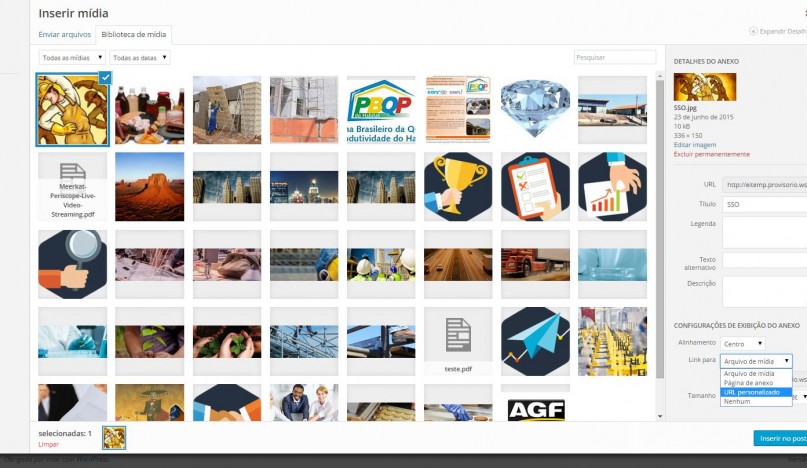 Inserir mídia
Enviar arquivos
Biblioteca de mídia
Expandir Detalh
Todas as mídias
Todas as datas
Pesquisar
PBQP
na Brasileiro da Q
odutividade do Ha
Meerkat-
Periscope-Live-
Video-
Streaming.pdf
teste.pdf
AGF
DETALHES DO ANEXO
SSO.jpg
23 de junho de 2015
10 kB
336 × 150
Editar imagem
Excluir permanentemente
URL
http://eitemp.provisorio.ws
Título
SSO
Legenda
Texto
alternativo
Descrição
CONFIGURAÇÕES DE EXIBIÇÃO DO ANEXO
Alinhamento
Centro
Link para
Arquivo de mídia
Arquivo de mídia
Página de anexo
URL personalizado
Nenhum
Tamanho
selecionadas: 1
Limpar
Inserir no post